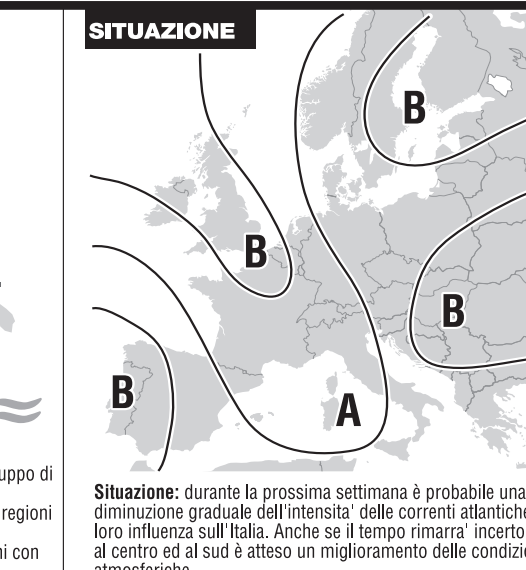 SITUAZIONE
B
B
B
B
A
uppo di
regioni
ni con
Situazione: durante la prossima settimana è probabile una
diminuzione graduale dell'intensita' delle correnti atlantiche
loro influenza sull'Italia. Anche se il tempo rimarra' incerto
al centro ed al sud è atteso un miglioramento delle condizio
atmosferiche